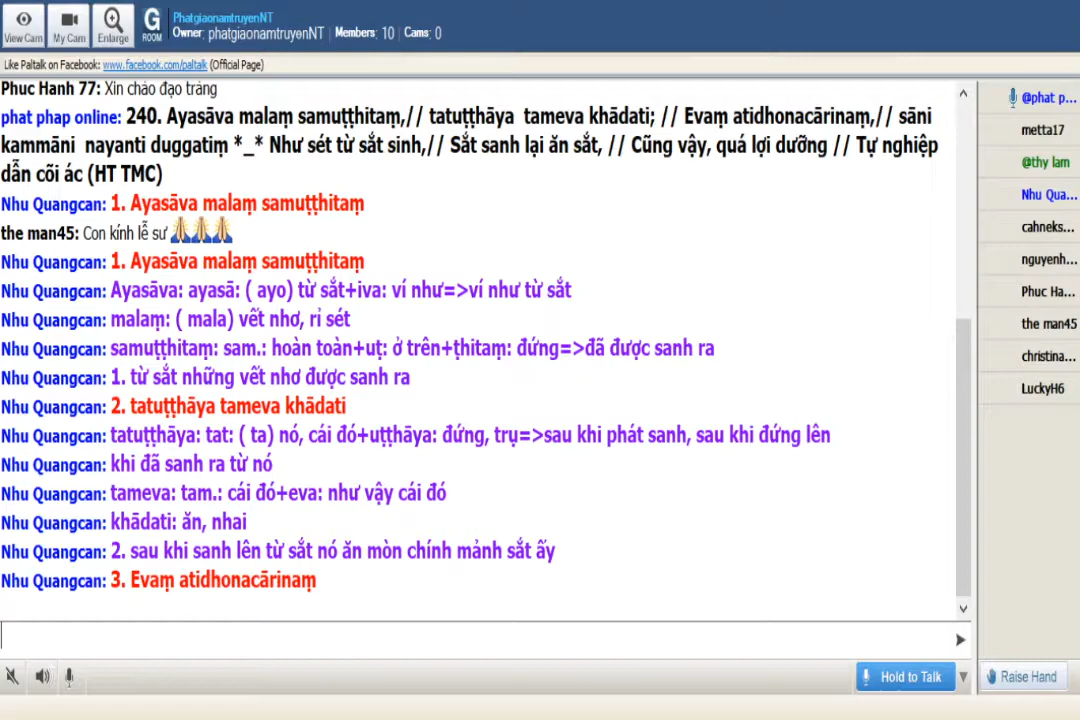 View Cam
My Cam
Enlarge
G
ROOM
PhatgiaonamtruyenNT
Owner: phatgiaonamtruyenNT | Members: 10 | Cams: 0
Like Paltalk on Facebook: www.facebook.com/paltalk (Official Page)
Phuc Hanh 77: Xin chào đạo tràng
phat phap online: 240. Ayasāva malaṃ samuṭṭhitaṃ,// tatuṭṭhāya tameva khādati; // Evaṃ atidhonacārinaṃ,// sāni
kammāni nayanti duggatiṃ *_* Như sét từ sắt sinh,// Sắt sanh lại ăn sắt, // Cũng vậy, quá lợi dưỡng // Tự nghiệp
dẫn cõi ác (HT TMC)
Nhu Quangcan: 1. Ayasāva malaṃ samuṭṭhitaṃ
the man45: Con kính lễ sư 🙏🙏🙏
Nhu Quangcan: 1. Ayasāva malaṃ samuṭṭhitaṃ
Nhu Quangcan: Ayasāva: ayasā: ( ayo) từ sắt+iva: ví như=>ví như từ sắt
Nhu Quangcan: malaṃ: ( mala) vết nhơ, rỉ sét
Nhu Quangcan: samuṭṭhitaṃ: sam.: hoàn toàn+uṭ: ở trên+ṭhitaṃ: đứng=>đã được sanh ra
Nhu Quangcan: 1. từ sắt những vết nhơ được sanh ra
Nhu Quangcan: 2. tatuṭṭhāya tameva khādati
Nhu Quangcan: tatuṭṭhāya: tat: ( ta) nó, cái đó+uṭṭhāya: đứng, trụ=>sau khi phát sanh, sau khi đứng lên
Nhu Quangcan: khi đã sanh ra từ nó
Nhu Quangcan: tameva: tam.: cái đó+eva: như vậy cái đó
Nhu Quangcan: khādati: ăn, nhai
Nhu Quangcan: 2. sau khi sanh lên từ sắt nó ăn mòn chính mảnh sắt ấy
Nhu Quangcan: 3. Evaṃ atidhonacārinaṃ
@phat p...
metta17
@thy lam
Nhu Qua...
cahneks...
nguyenh...
Phuc Ha...
the man45
christina...
LuckyH6
Hold to Talk
Raise Hand